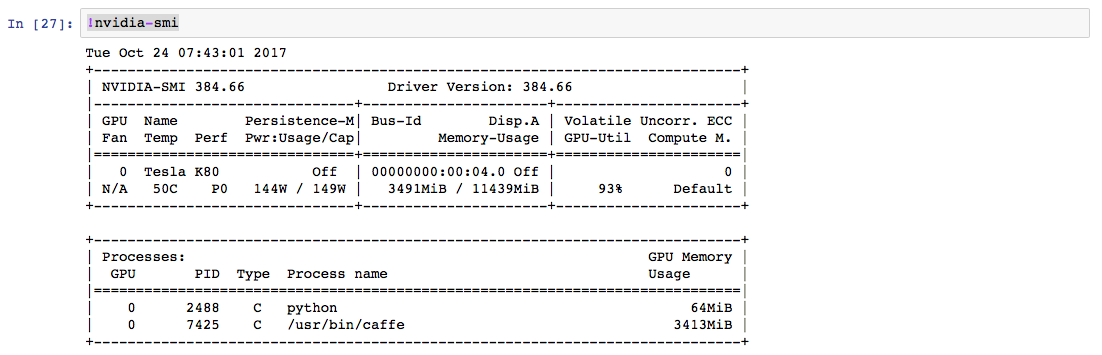 In [27]: !nvidia-smi
Tue Oct 24 07:43:01 2017
+-----------------------------------------------------------------------------+
| NVIDIA-SMI 384.66                 Driver Version: 384.66                    |
|-------------------------------+----------------------+----------------------+
| GPU  Name        Persistence-M| Bus-Id        Disp.A | Volatile Uncorr. ECC |
| Fan  Temp  Perf  Pwr:Usage/Cap|         Memory-Usage | GPU-Util  Compute M. |
|===============================+======================+======================|
|   0  Tesla K80           Off  | 00000000:00:04.0 Off |                    0 |
| N/A   50C    P0   144W / 149W |   3491MiB / 11439MiB |     93%      Default |
+-------------------------------+----------------------+----------------------+
+-----------------------------------------------------------------------------+
| Processes:                                                       GPU Memory |
|  GPU       PID  Type  Process name                               Usage      |
|=============================================================================|
|    0      2488    C   python                                          64MiB |
|    0      7425    C   /usr/bin/caffe                                3413MiB |
+-----------------------------------------------------------------------------+